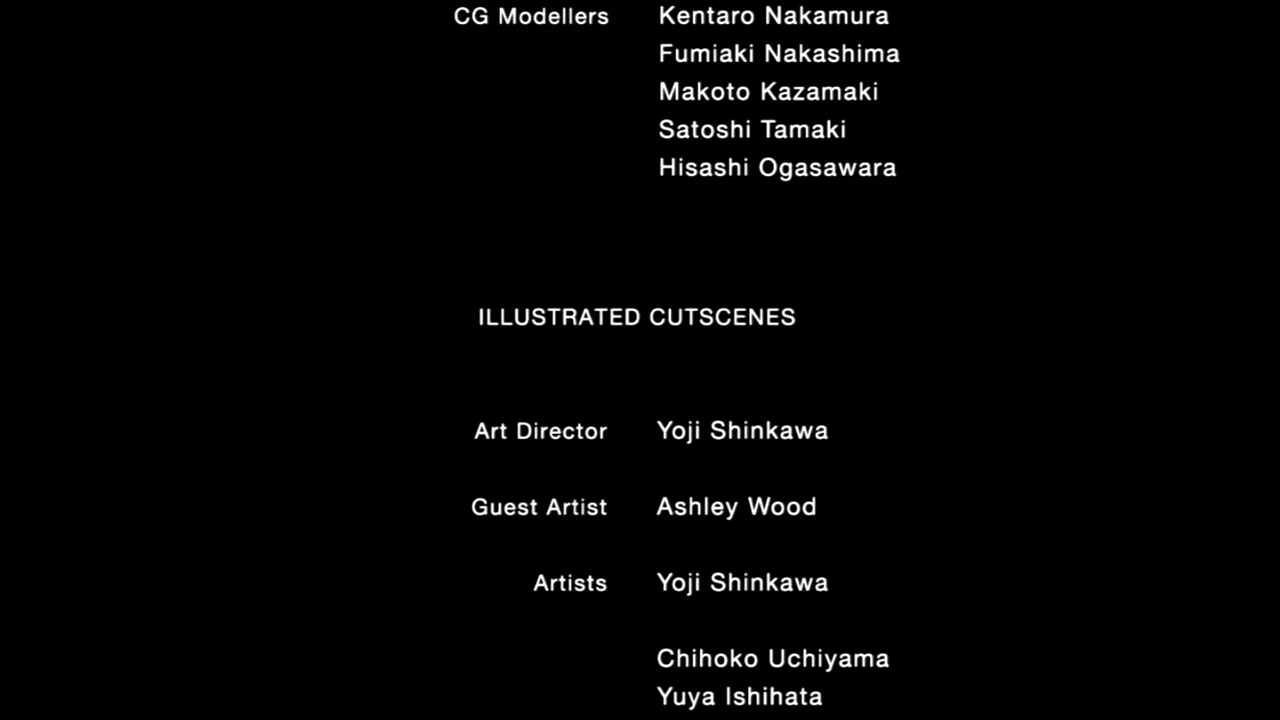 CG Modellers Kentaro Nakamura
Fumiaki Nakashima
Makoto Kazamaki
Satoshi Tamaki
Hisashi Ogasawara
ILLUSTRATED CUTSCENES
Art Director Yoji Shinkawa
Guest Artist Ashley Wood
Artists Yoji Shinkawa
Chihoko Uchiyama
Yuya Ishihata